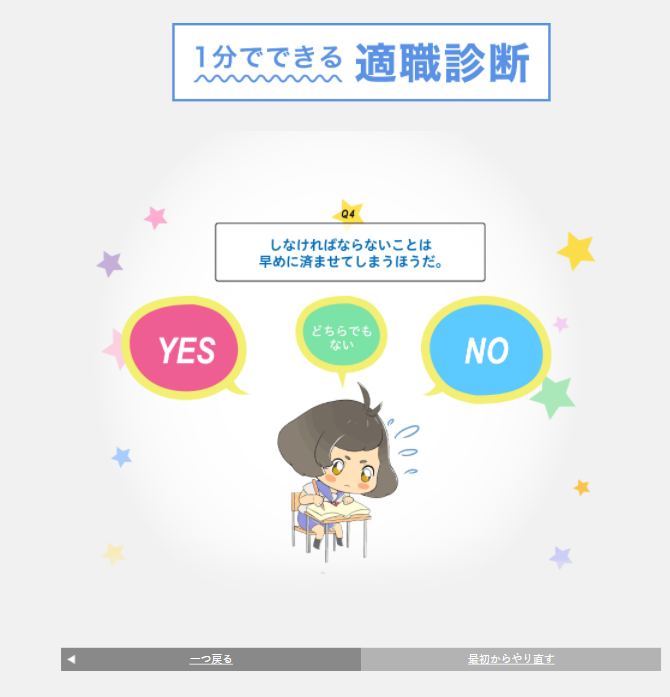 1分でできる 適職診断
Q4
しなければならないことは
早めに済ませてしまうほうだ。
YES
どちらでも
ない
NO
一つ戻る
最初からやり直す